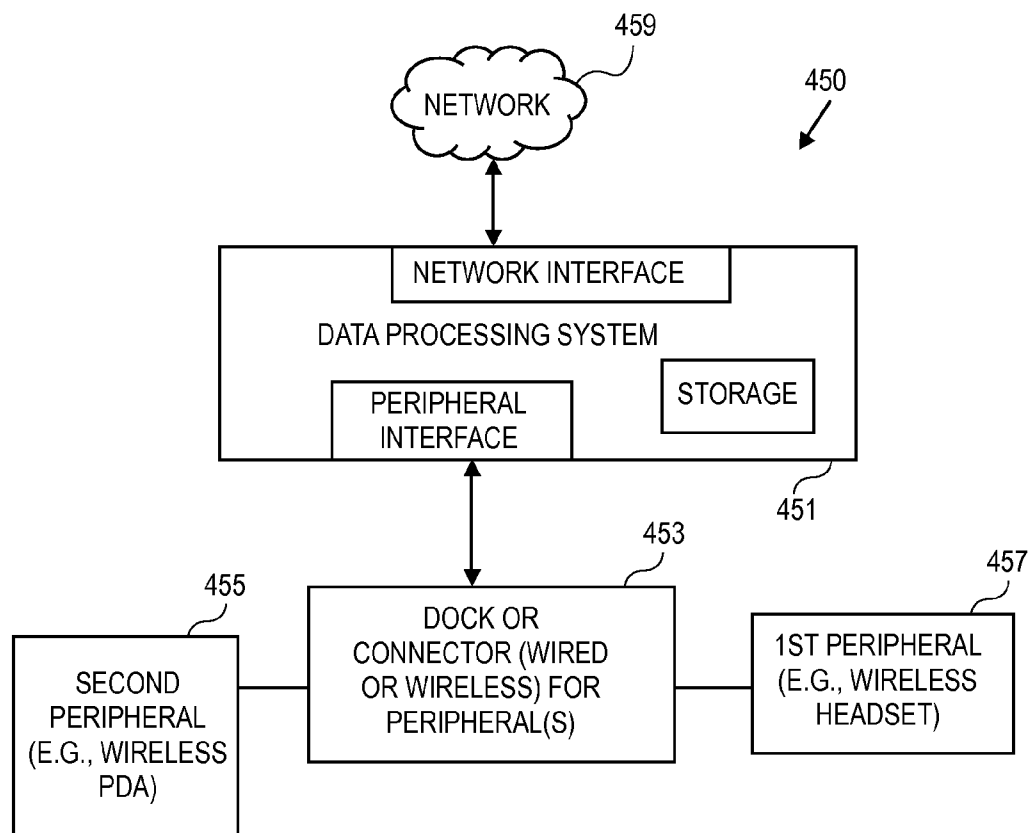 459
NETWORK
450
NETWORK INTERFACE
DATA PROCESSING SYSTEM
STORAGE
PERIPHERAL
INTERFACE
451
453
455
457
DOCK OR
CONNECTOR (WIRED
OR WIRELESS) FOR
PERIPHERAL(S)
1ST PERIPHERAL
(E.G., WIRELESS
HEADSET)
SECOND
PERIPHERAL
(E.G., WIRELESS
PDA)